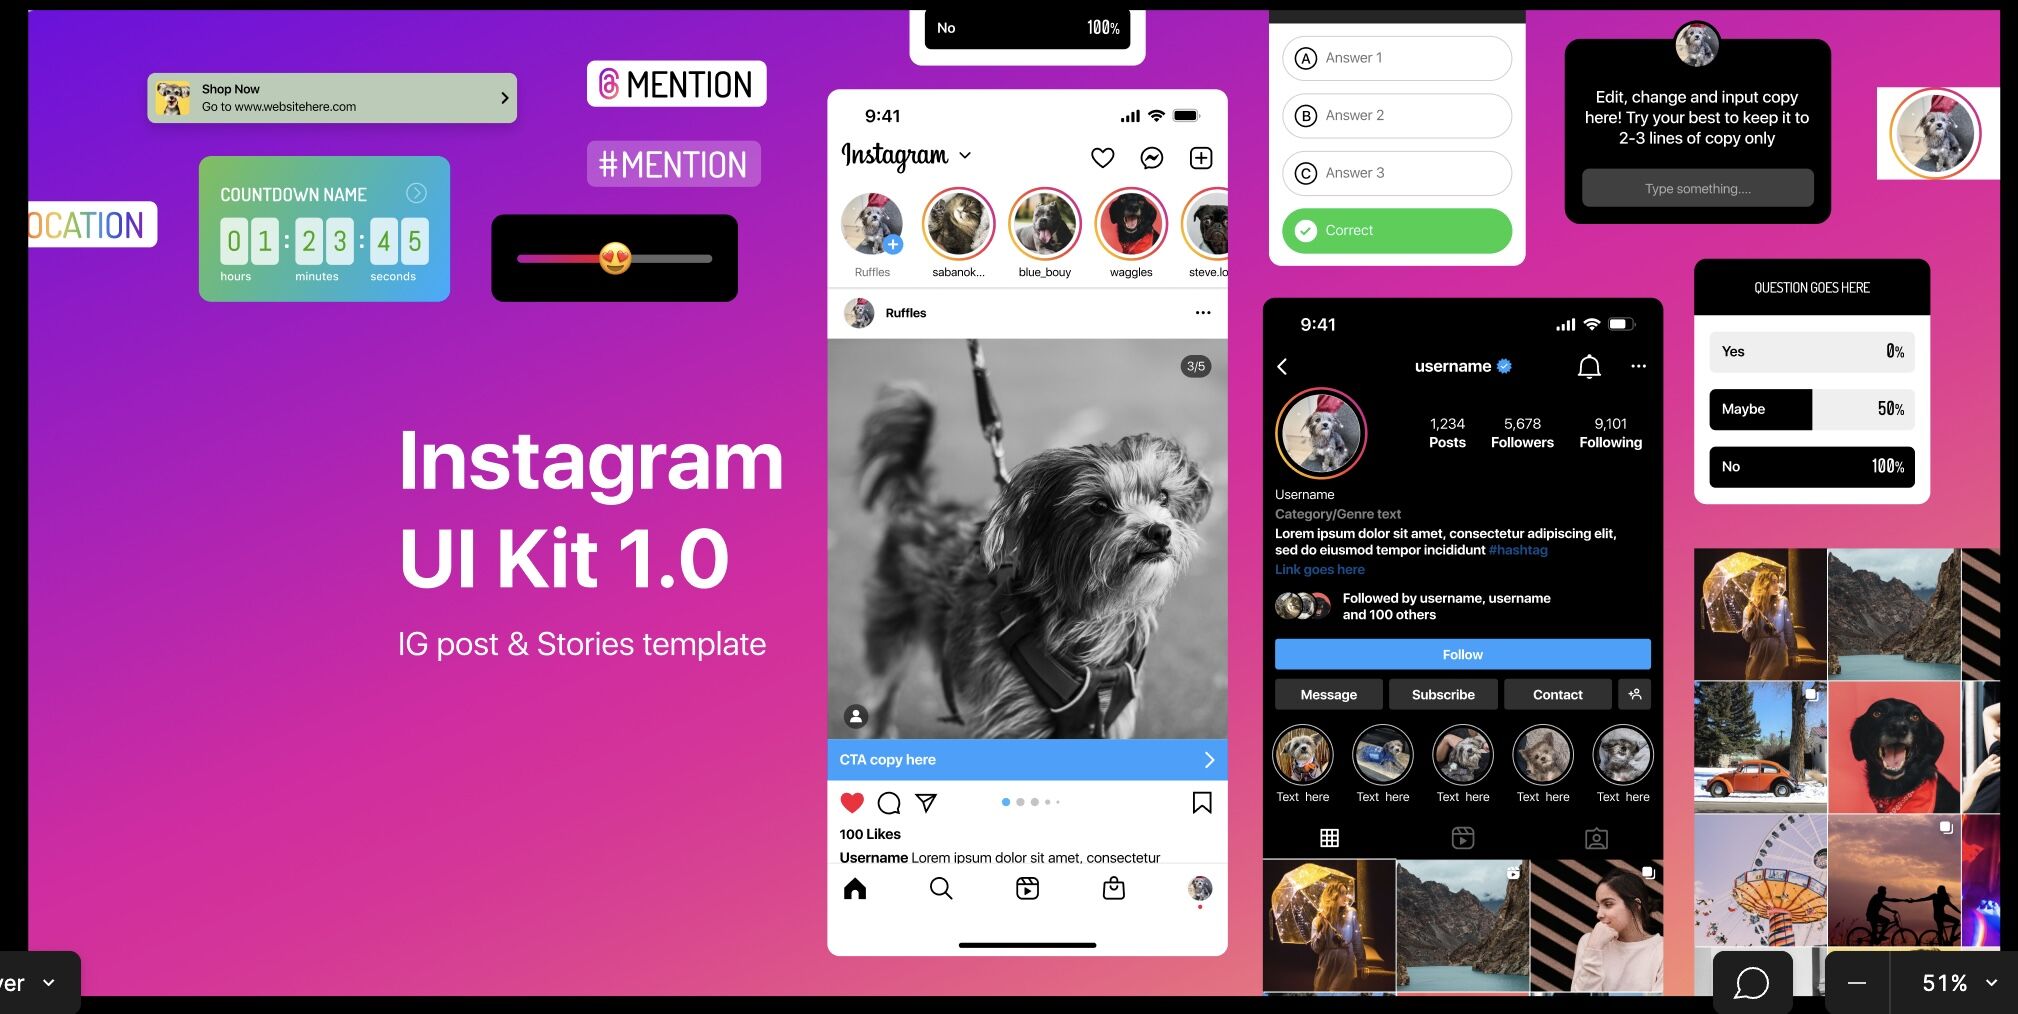 Shop Now
Go to www.websitehere.com
MENTION
#MENTION
OCATION
COUNTDOWN NAME
01:23:45
hours minutes seconds
Instagram
UI Kit 1.0
IG post & Stories template
No 100%
9:41
Instagram
Ruffles sabanok... blue_bouy waggles steve.lo
Ruffles
3/5
CTA copy here
100 Likes
Username Lorem ipsum dolor sit amet, consectetur
A Answer 1
B Answer 2
C Answer 3
Correct
Edit, change and input copy
here! Try your best to keep it to
2-3 lines of copy only
Type something....
9:41
username
1,234 5,678 9,101
Posts Followers Following
Username
Category/Genre text
Lorem ipsum dolor sit amet, consectetur adipiscing elit,
sed do eiusmod tempor incididunt #hashtag
Link goes here
Followed by username, username
and 100 others
Follow
Message Subscribe Contact
Text here Text here Text here Text here Text here
QUESTION GOES HERE
Yes 0%
Maybe 50%
No 100%
ver
51%